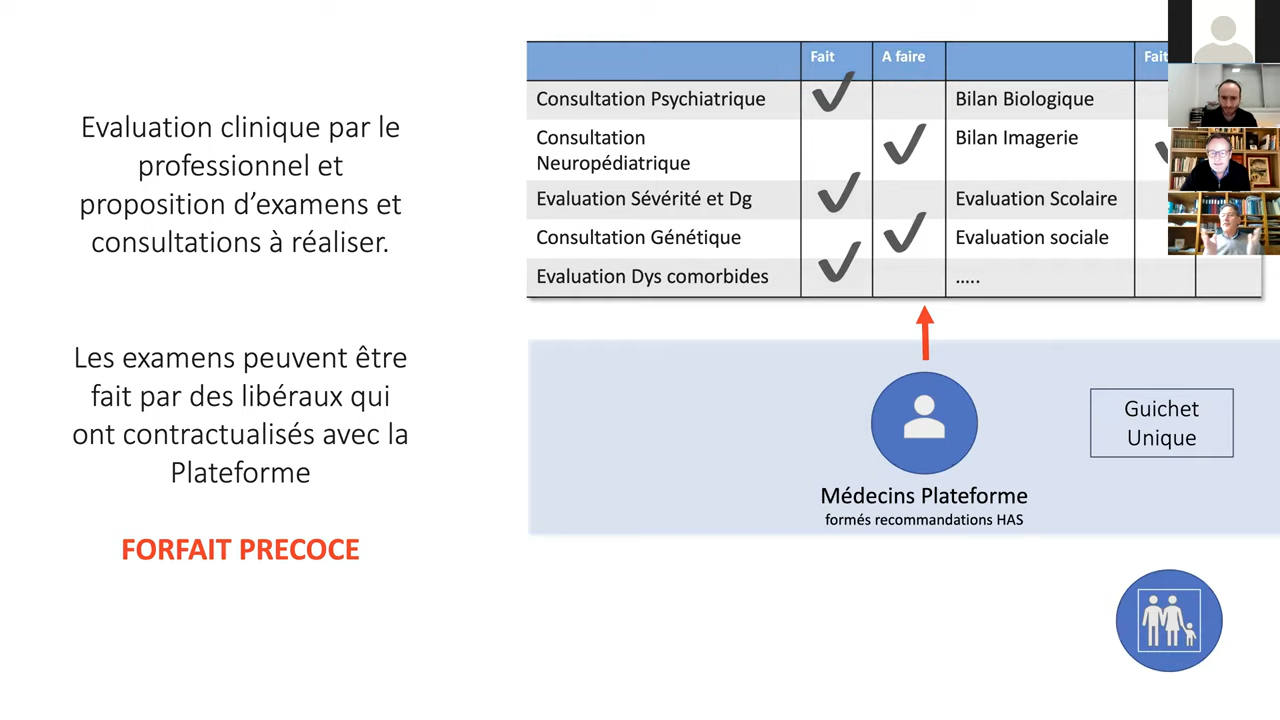 Evaluation clinique par le
professionnel et
proposition d’examens et
consultations à réaliser.
Les examens peuvent être
fait par des libéraux qui
ont contractualisés avec la
Plateforme
FORFAIT PRECOCE
Fait
A faire
Fait
Consultation Psychiatrique
Bilan Biologique
Consultation
Neuropédiatrique
Bilan Imagerie
Evaluation Sévérité et Dg
Evaluation Scolaire
Consultation Génétique
Evaluation sociale
Evaluation Dys comorbides
…..
Guichet
Unique
Médecins Plateforme
formés recommandations HAS